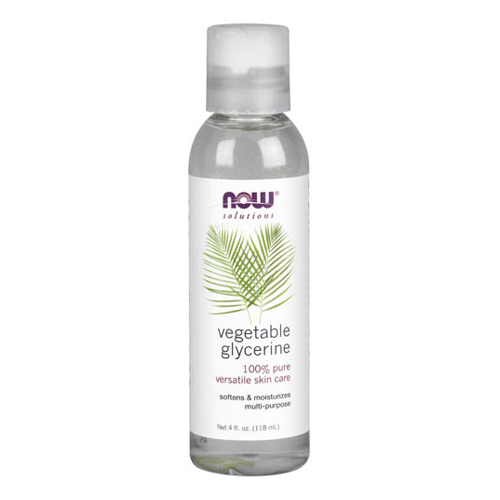 now®
solutions
vegetable
glycerine
100% pure
versatile skin care
softens & moisturizes
multi-purpose
Net 4 fl. oz. (118 mL)